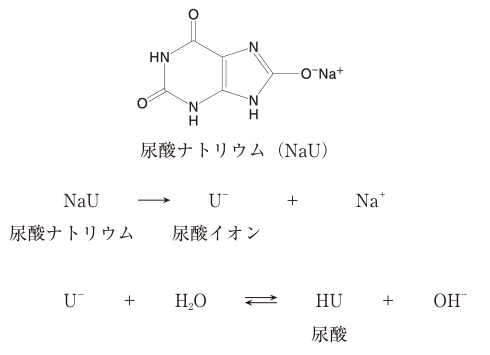 O
HN
N
O⁻Na⁺
O
N
H
N
H
尿酸ナトリウム（NaU）
NaU ⟶ U⁻ + Na⁺
尿酸ナトリウム 尿酸イオン
U⁻ + H₂O ⇌ HU + OH⁻
尿酸